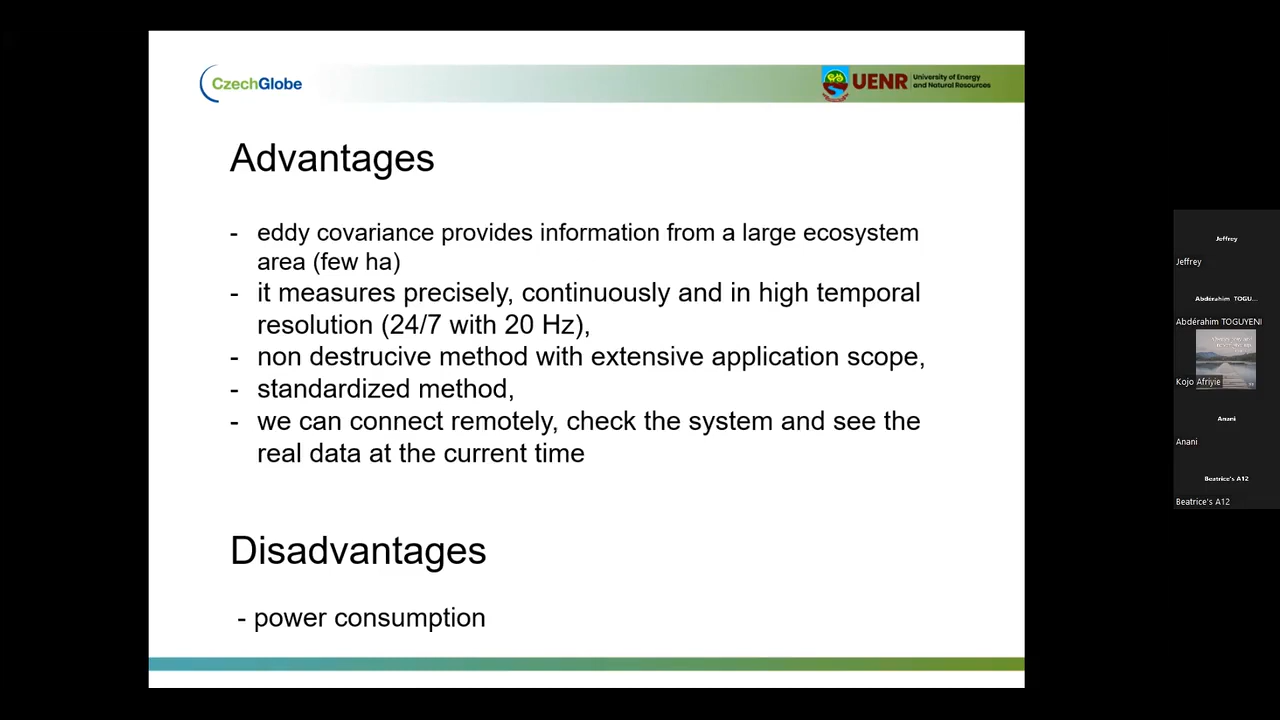 CzechGlobe
UENR
University of Energy
and Natural Resources
Advantages
- eddy covariance provides information from a large ecosystem
area (few ha)
- it measures precisely, continuously and in high temporal
resolution (24/7 with 20 Hz),
- non destrucive method with extensive application scope,
- standardized method,
- we can connect remotely, check the system and see the
real data at the current time
Disadvantages
- power consumption
Jeffrey
Jeffrey
Abdérahim TOGU...
Abdérahim TOGUYENI
Kojo Afriyie
Anani
Anani
Beatrice's A12
Beatrice's A12